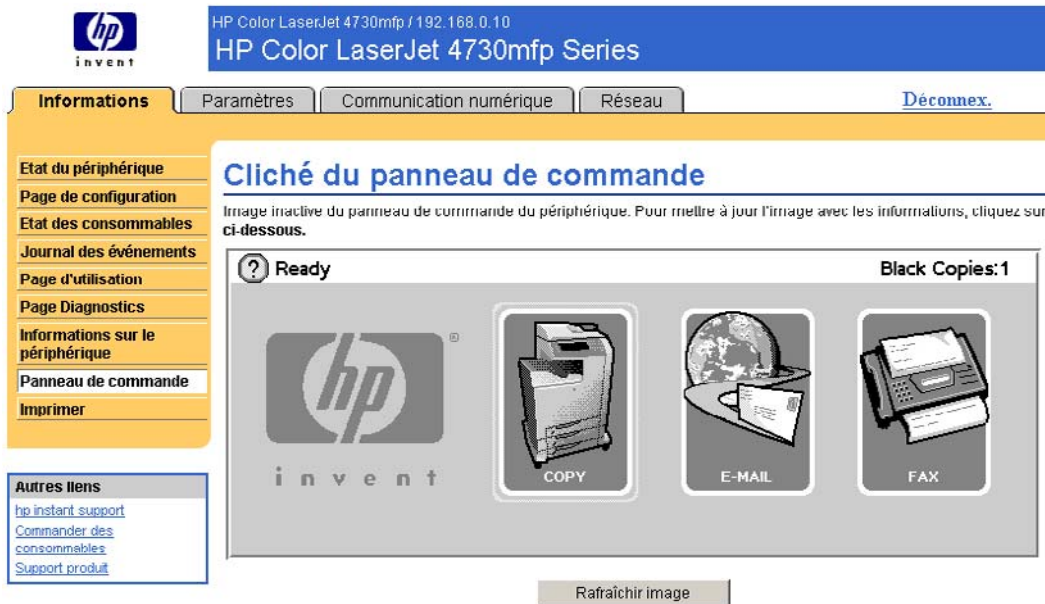 hp
invent
HP Color LaserJet 4730mfp / 192.168.0.10
HP Color LaserJet 4730mfp Series
Informations
Paramètres
Communication numérique
Réseau
Déconnex.
Etat du périphérique
Page de configuration
Etat des consommables
Journal des événements
Page d'utilisation
Page Diagnostics
Informations sur le
périphérique
Panneau de commande
Imprimer
Autres liens
hp instant support
Commander des
consommables
Support produit
Cliché du panneau de commande
Image inactive du panneau de commande du périphérique. Pour mettre à jour l'image avec les informations, cliquez sur
ci-dessous.
? Ready
Black Copies:1
hp ®
invent
COPY
E-MAIL
FAX
Rafraîchir image